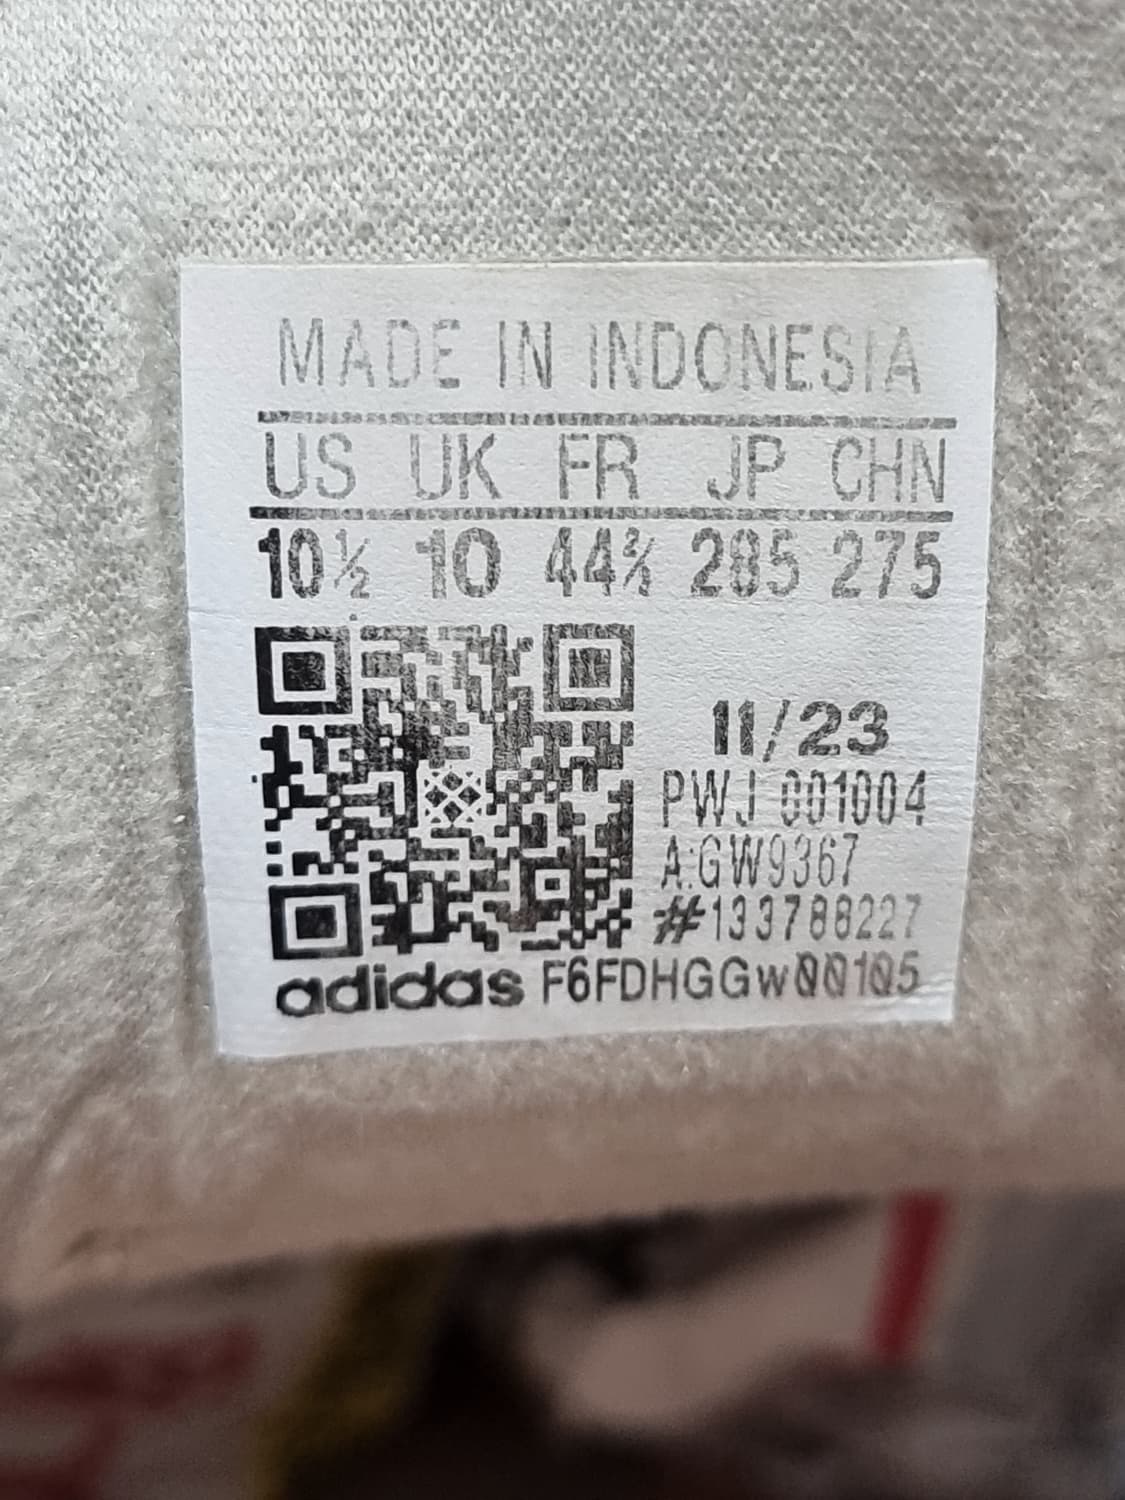 MADE IN INDONESIA
US UK FR JP CHN
10½ 10 44⅔ 285 275
11/23
PWJ 001004
A:GW9367
#133788227
adidas F6FDHGGw00105